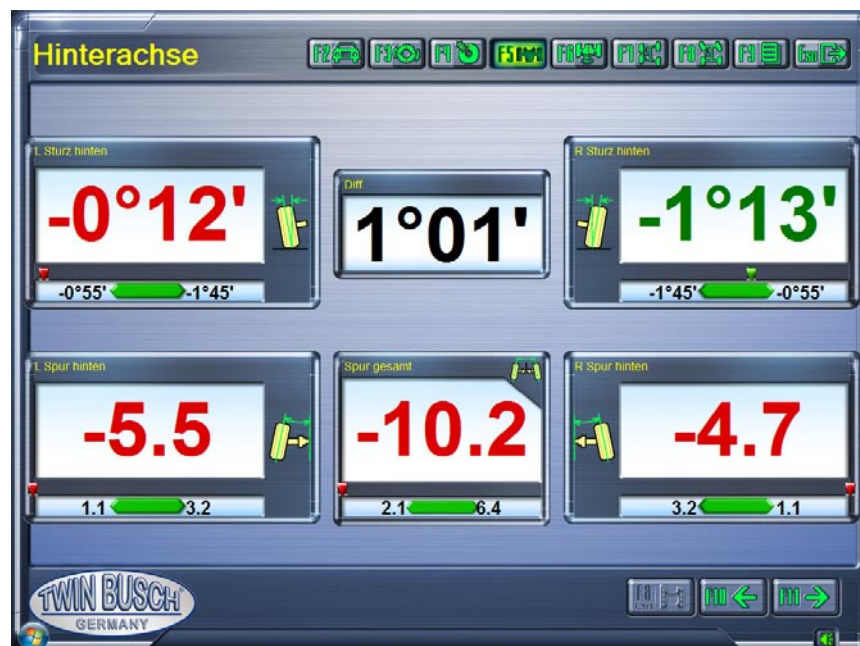 Hinterachse
F2 F3 F4 F5 F6 F7 F8 F9 Esc
L Sturz hinten
-0°12'
-0°55' -1°45'
Diff.
1°01'
R Sturz hinten
-1°13'
-1°45' -0°55'
L Spur hinten
-5.5
1.1 3.2
Spur gesamt
-10.2
2.1 6.4
R Spur hinten
-4.7
3.2 1.1
TWIN BUSCH
GERMANY
F8 F10 F11